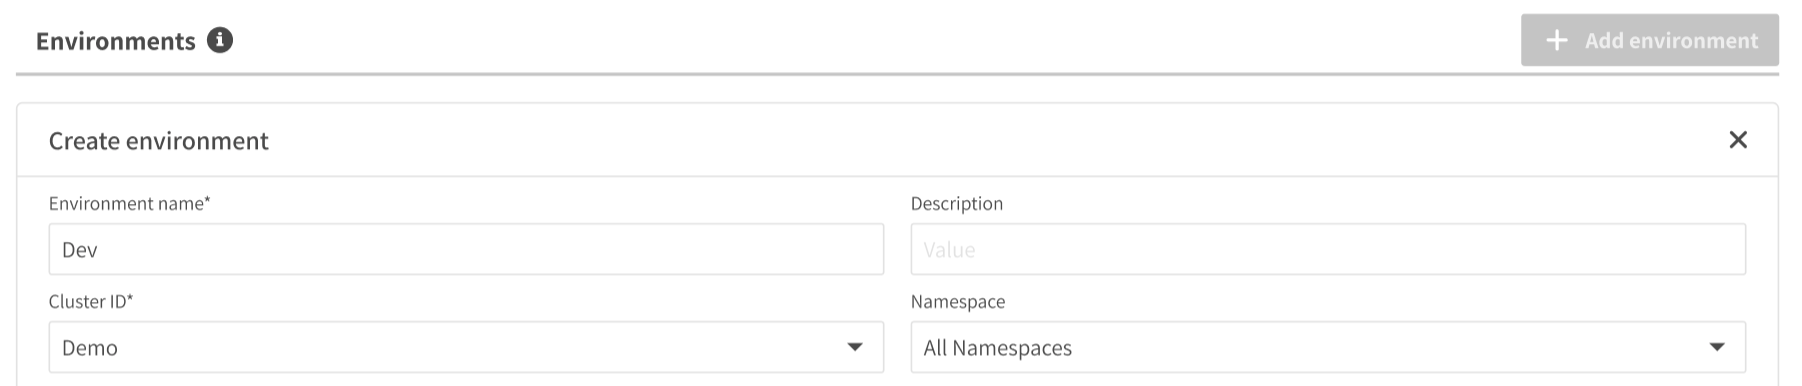 Environments
Add environment
Create environment
Environment name*
Description
Dev
Value
Cluster ID*
Namespace
Demo
All Namespaces